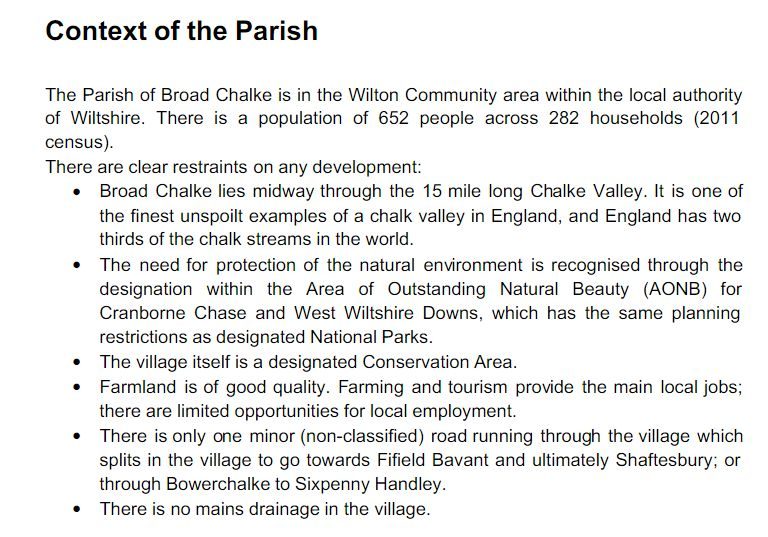 Context of the Parish
The Parish of Broad Chalke is in the Wilton Community area within the local authority
of Wiltshire. There is a population of 652 people across 282 households (2011
census).
There are clear restraints on any development:
• Broad Chalke lies midway through the 15 mile long Chalke Valley. It is one of
the finest unspoilt examples of a chalk valley in England, and England has two
thirds of the chalk streams in the world.
• The need for protection of the natural environment is recognised through the
designation within the Area of Outstanding Natural Beauty (AONB) for
Cranborne Chase and West Wiltshire Downs, which has the same planning
restrictions as designated National Parks.
• The village itself is a designated Conservation Area.
• Farmland is of good quality. Farming and tourism provide the main local jobs;
there are limited opportunities for local employment.
• There is only one minor (non-classified) road running through the village which
splits in the village to go towards Fifield Bavant and ultimately Shaftesbury; or
through Bowerchalke to Sixpenny Handley.
• There is no mains drainage in the village.